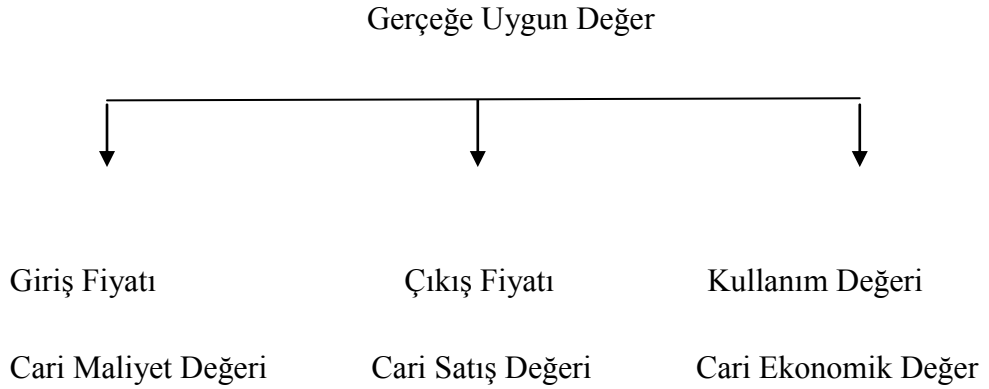 Gerçeğe Uygun Değer
Giriş Fiyatı Çıkış Fiyatı Kullanım Değeri
Cari Maliyet Değeri Cari Satış Değeri Cari Ekonomik Değer